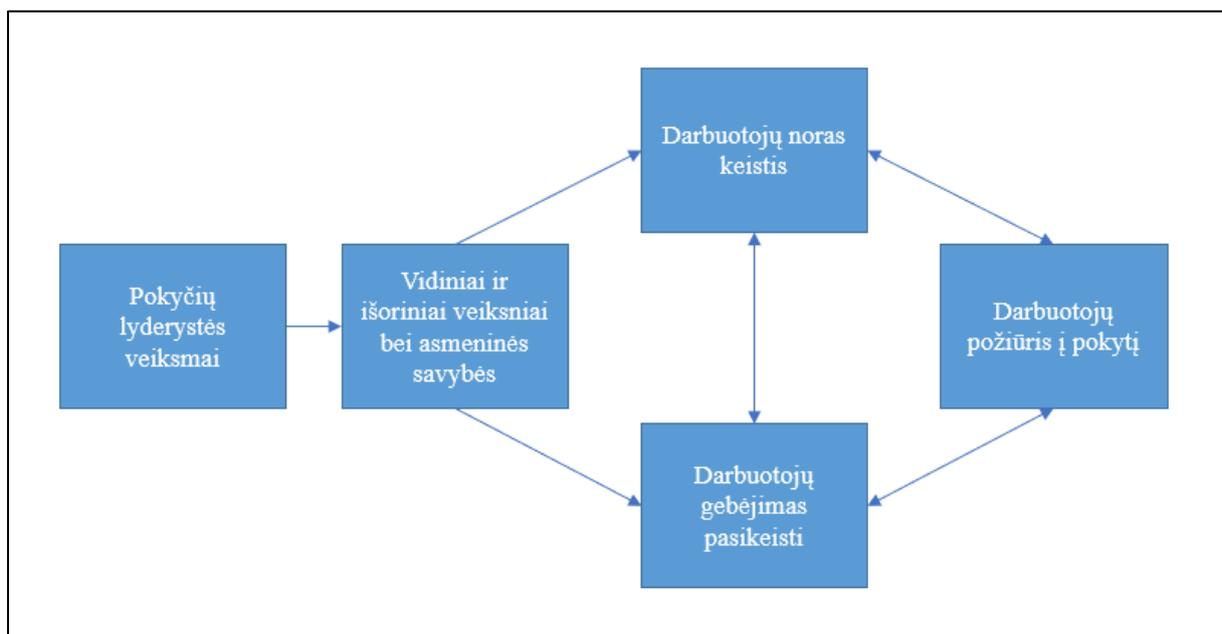 Darbuotojų noras
keistis
Pokyčių
lyderystės
veiksmai
Vidiniai ir
išoriniai veiksniai
bei asmeninės
savybės
Darbuotojų
požiūris į pokytį
Darbuotojų
gebėjimas
pasikeisti